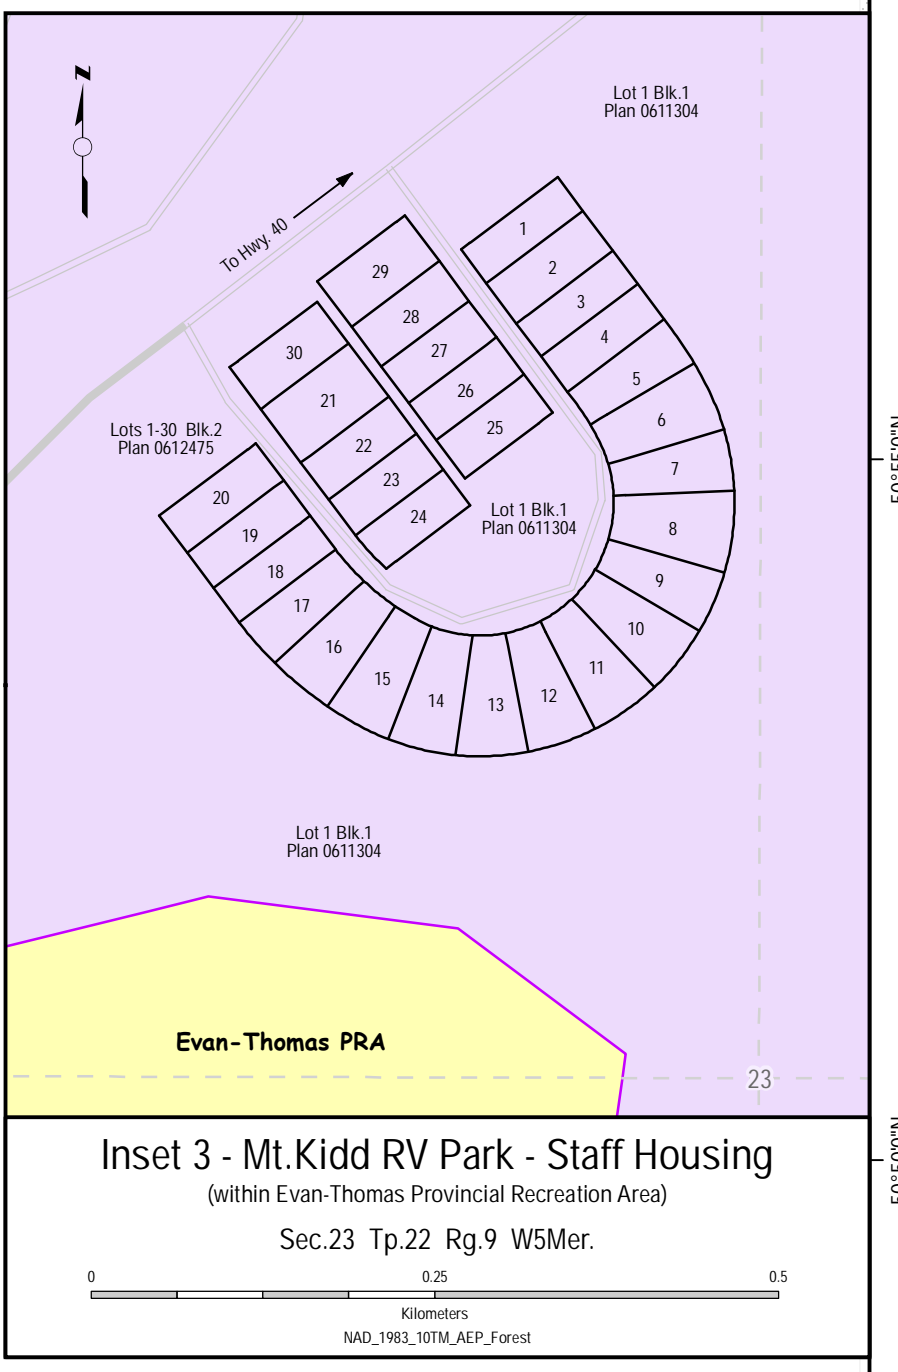 N
Lot 1 Blk.1
Plan 0611304
To Hwy. 40
1
2
3
4
5
6
7
8
9
10
11
12
13
14
15
16
17
18
19
20
29
28
27
26
25
30
21
22
23
24
Lots 1-30 Blk.2
Plan 0612475
Lot 1 Blk.1
Plan 0611304
Lot 1 Blk.1
Plan 0611304
Evan-Thomas PRA
23
Inset 3 - Mt.Kidd RV Park - Staff Housing
(within Evan-Thomas Provincial Recreation Area)
Sec.23 Tp.22 Rg.9 W5Mer.
0 0.25 0.5
Kilometers
NAD_1983_10TM_AEP_Forest